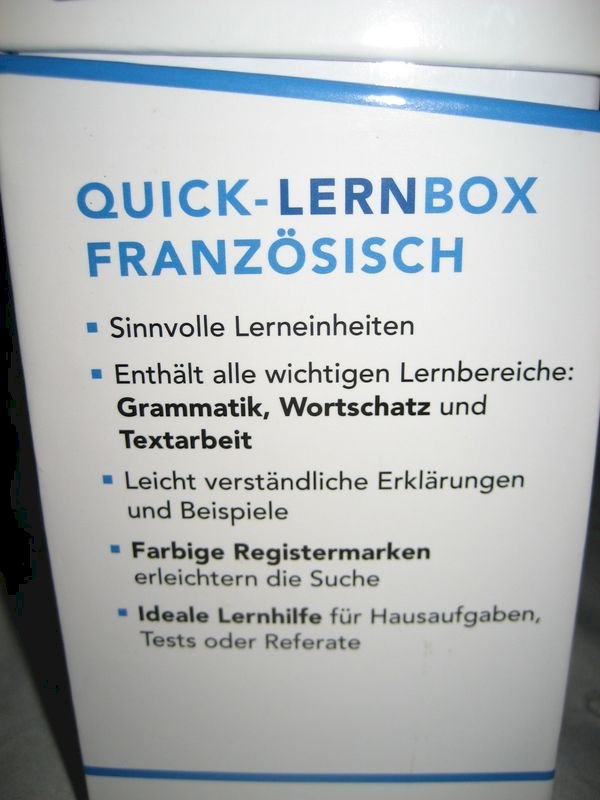 QUICK-LERNBOX
FRANZÖSISCH
▪ Sinnvolle Lerneinheiten
▪ Enthält alle wichtigen Lernbereiche:
Grammatik, Wortschatz und
Textarbeit
▪ Leicht verständliche Erklärungen
und Beispiele
▪ Farbige Registermarken
erleichtern die Suche
▪ Ideale Lernhilfe für Hausaufgaben,
Tests oder Referate